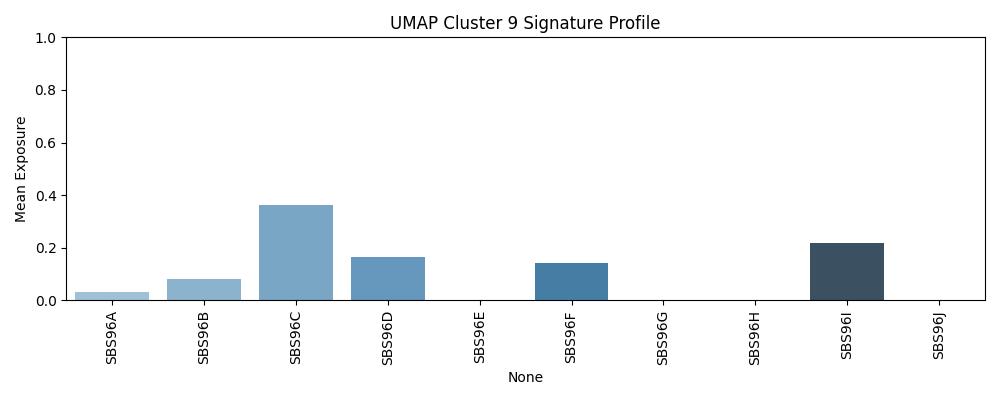 UMAP Cluster 9 Signature Profile
1.0
0.8
0.6
0.4
0.2
0.0
Mean Exposure
SBS96A
SBS96B
SBS96C
SBS96D
SBS96E
SBS96F
SBS96G
SBS96H
SBS96I
SBS96J
None